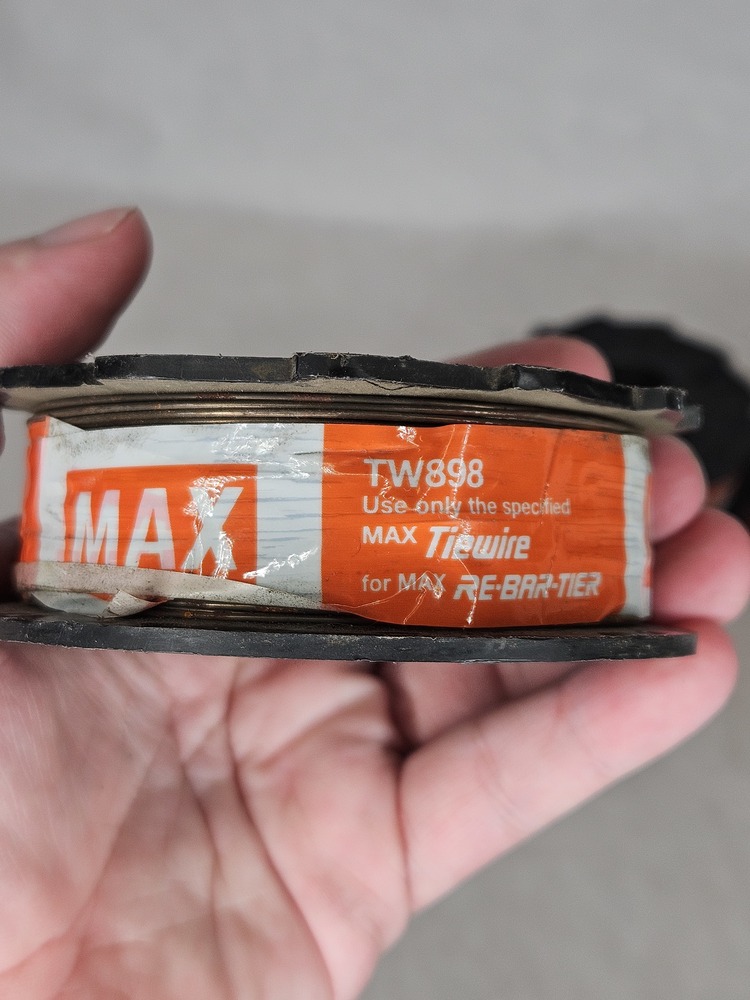 MAX
TW898
Use only the specified
MAX Tiewire
for MAX RE-BAR-TIER